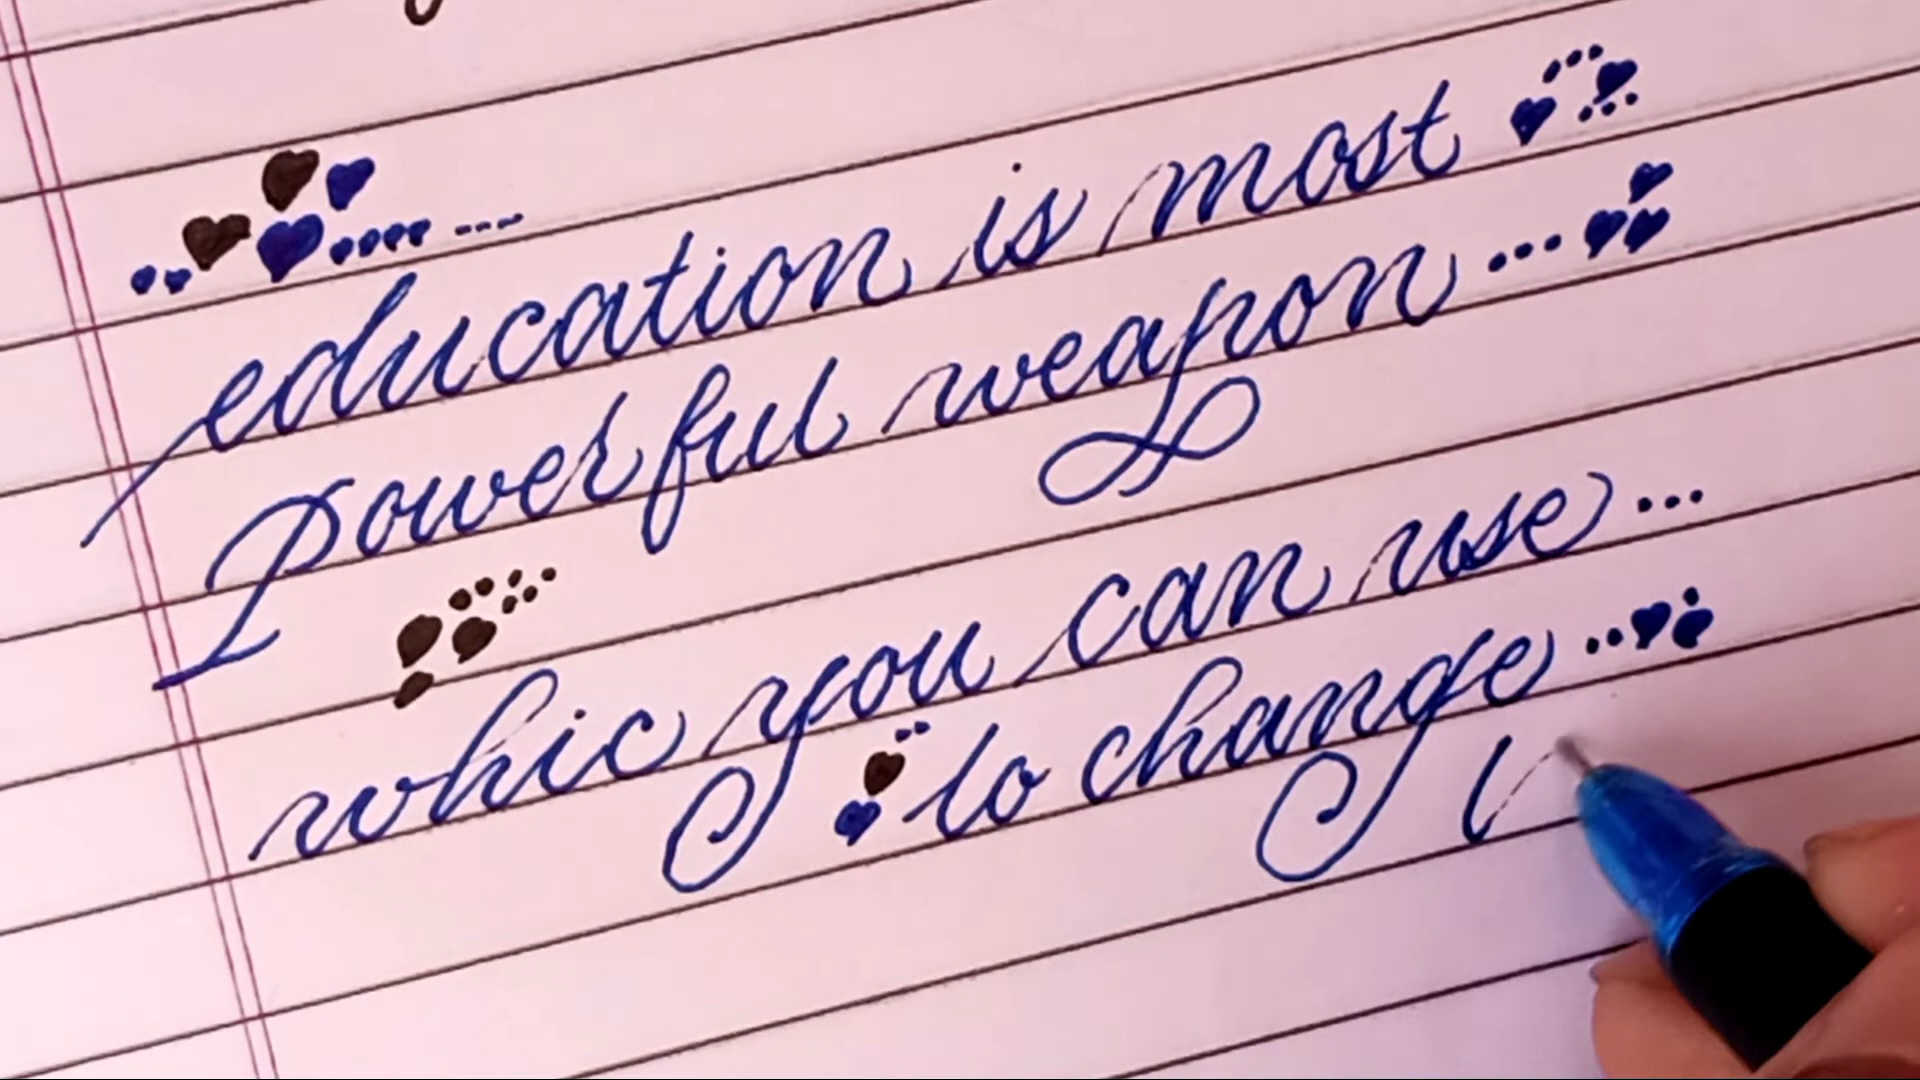 education is most
Powerful weapon...
whic you can use...
to change..